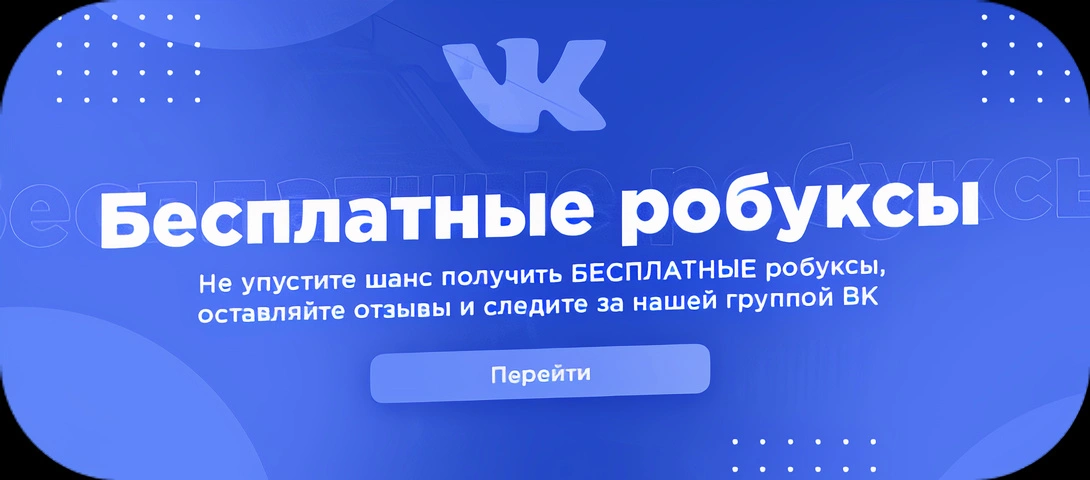 Бесплатные робуксы
Не упустите шанс получить БЕСПЛАТНЫЕ робуксы,
оставляйте отзывы и следите за нашей группой ВК
Перейти